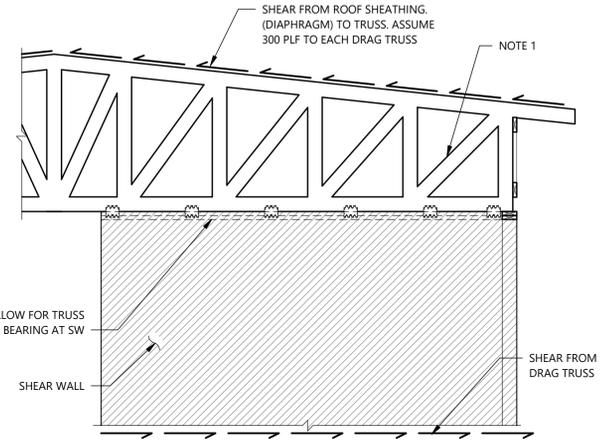 SHEAR FROM ROOF SHEATHING.
(DIAPHRAGM) TO TRUSS. ASSUME
300 PLF TO EACH DRAG TRUSS
NOTE 1
LOW FOR TRUSS
BEARING AT SW
SHEAR WALL
SHEAR FROM
DRAG TRUSS